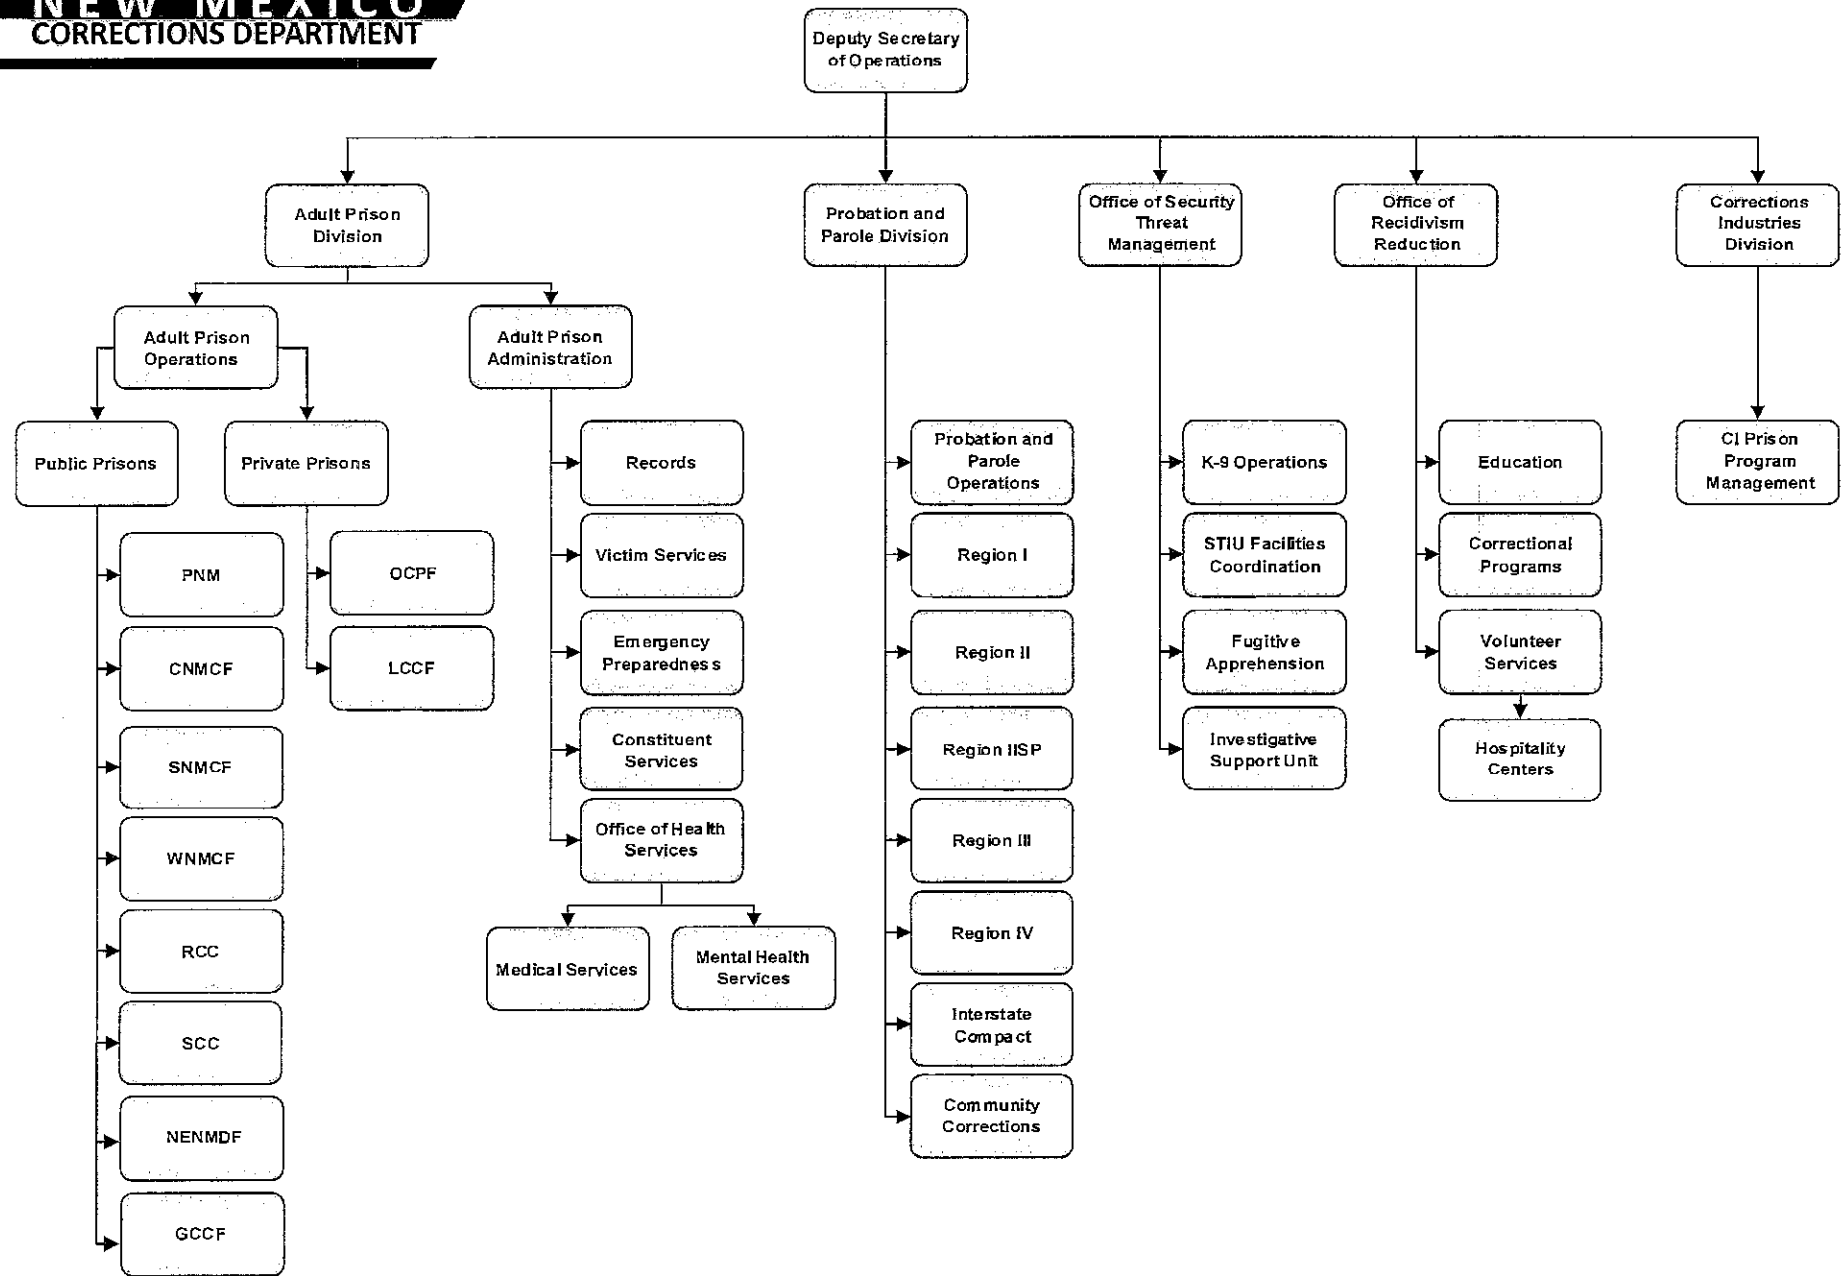 NEW MEXICO
CORRECTIONS DEPARTMENT
Deputy Secretary
of Operations
Adult Prison
Division
Probation and
Parole Division
Office of Security
Threat
Management
Office of
Recidivism
Reduction
Corrections
Industries
Division
Adult Prison
Operations
Adult Prison
Administration
Public Prisons
Private Prisons
PNM
CNMCF
SNMCF
WNMCF
RCC
SCC
NENMDF
GCCF
OCPF
LCCF
Records
Victim Services
Emergency
Preparedness
Constituent
Services
Office of Health
Services
Medical Services
Mental Health
Services
Probation and
Parole
Operations
Region I
Region II
Region IISP
Region III
Region IV
Interstate
Compact
Community
Corrections
K-9 Operations
STIU Facilities
Coordination
Fugitive
Apprehension
Investigative
Support Unit
Education
Correctional
Programs
Volunteer
Services
Hospitality
Centers
CI Prison
Program
Management